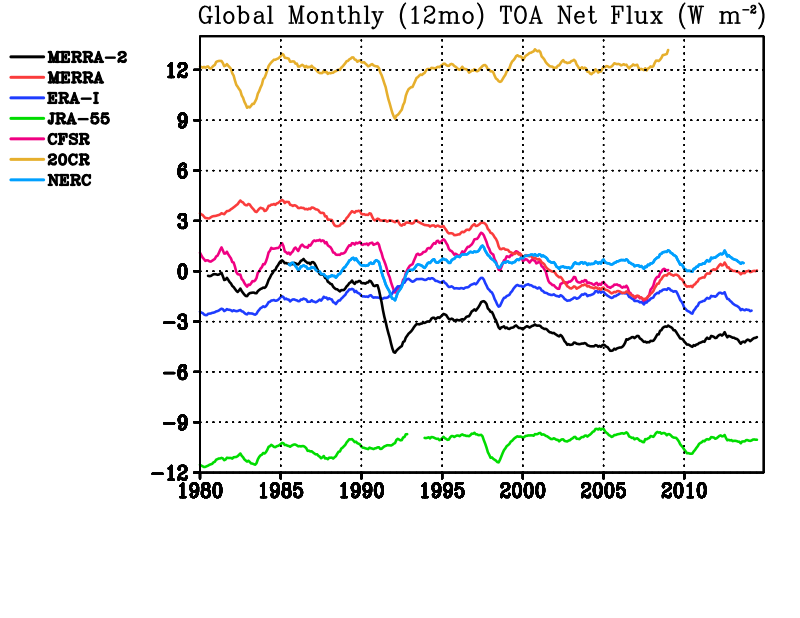 Global Monthly (12mo) TOA Net Flux (W m⁻²)
MERRA-2
MERRA
ERA-I
JRA-55
CFSR
20CR
NERC
12
9
6
3
0
-3
-6
-9
-12
1980 1985 1990 1995 2000 2005 2010